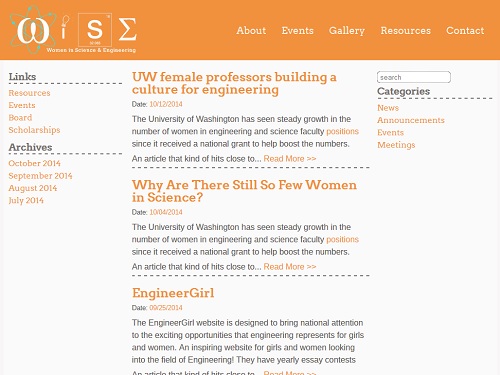 ω i S Σ
Women in Science & Engineering
About Events Gallery Resources Contact
Links
Resources
Events
Board
Scholarships
Archives
October 2014
September 2014
August 2014
July 2014
UW female professors building a
culture for engineering
Date: 10/12/2014
The University of Washington has seen steady growth in the
number of women in engineering and science faculty positions
since it received a national grant to help boost the numbers.
An article that kind of hits close to... Read More >>
Why Are There Still So Few Women
in Science?
Date: 10/04/2014
The University of Washington has seen steady growth in the
number of women in engineering and science faculty positions
since it received a national grant to help boost the numbers.
An article that kind of hits close to... Read More >>
EngineerGirl
Date: 09/25/2014
The EngineerGirl website is designed to bring national attention
to the exciting opportunities that engineering represents for girls
and women. An inspiring website for girls and women looking
into the field of Engineering! They have yearly essay contests
An article that kind of hits close to... Read More >>
search
Categories
News
Announcements
Events
Meetings